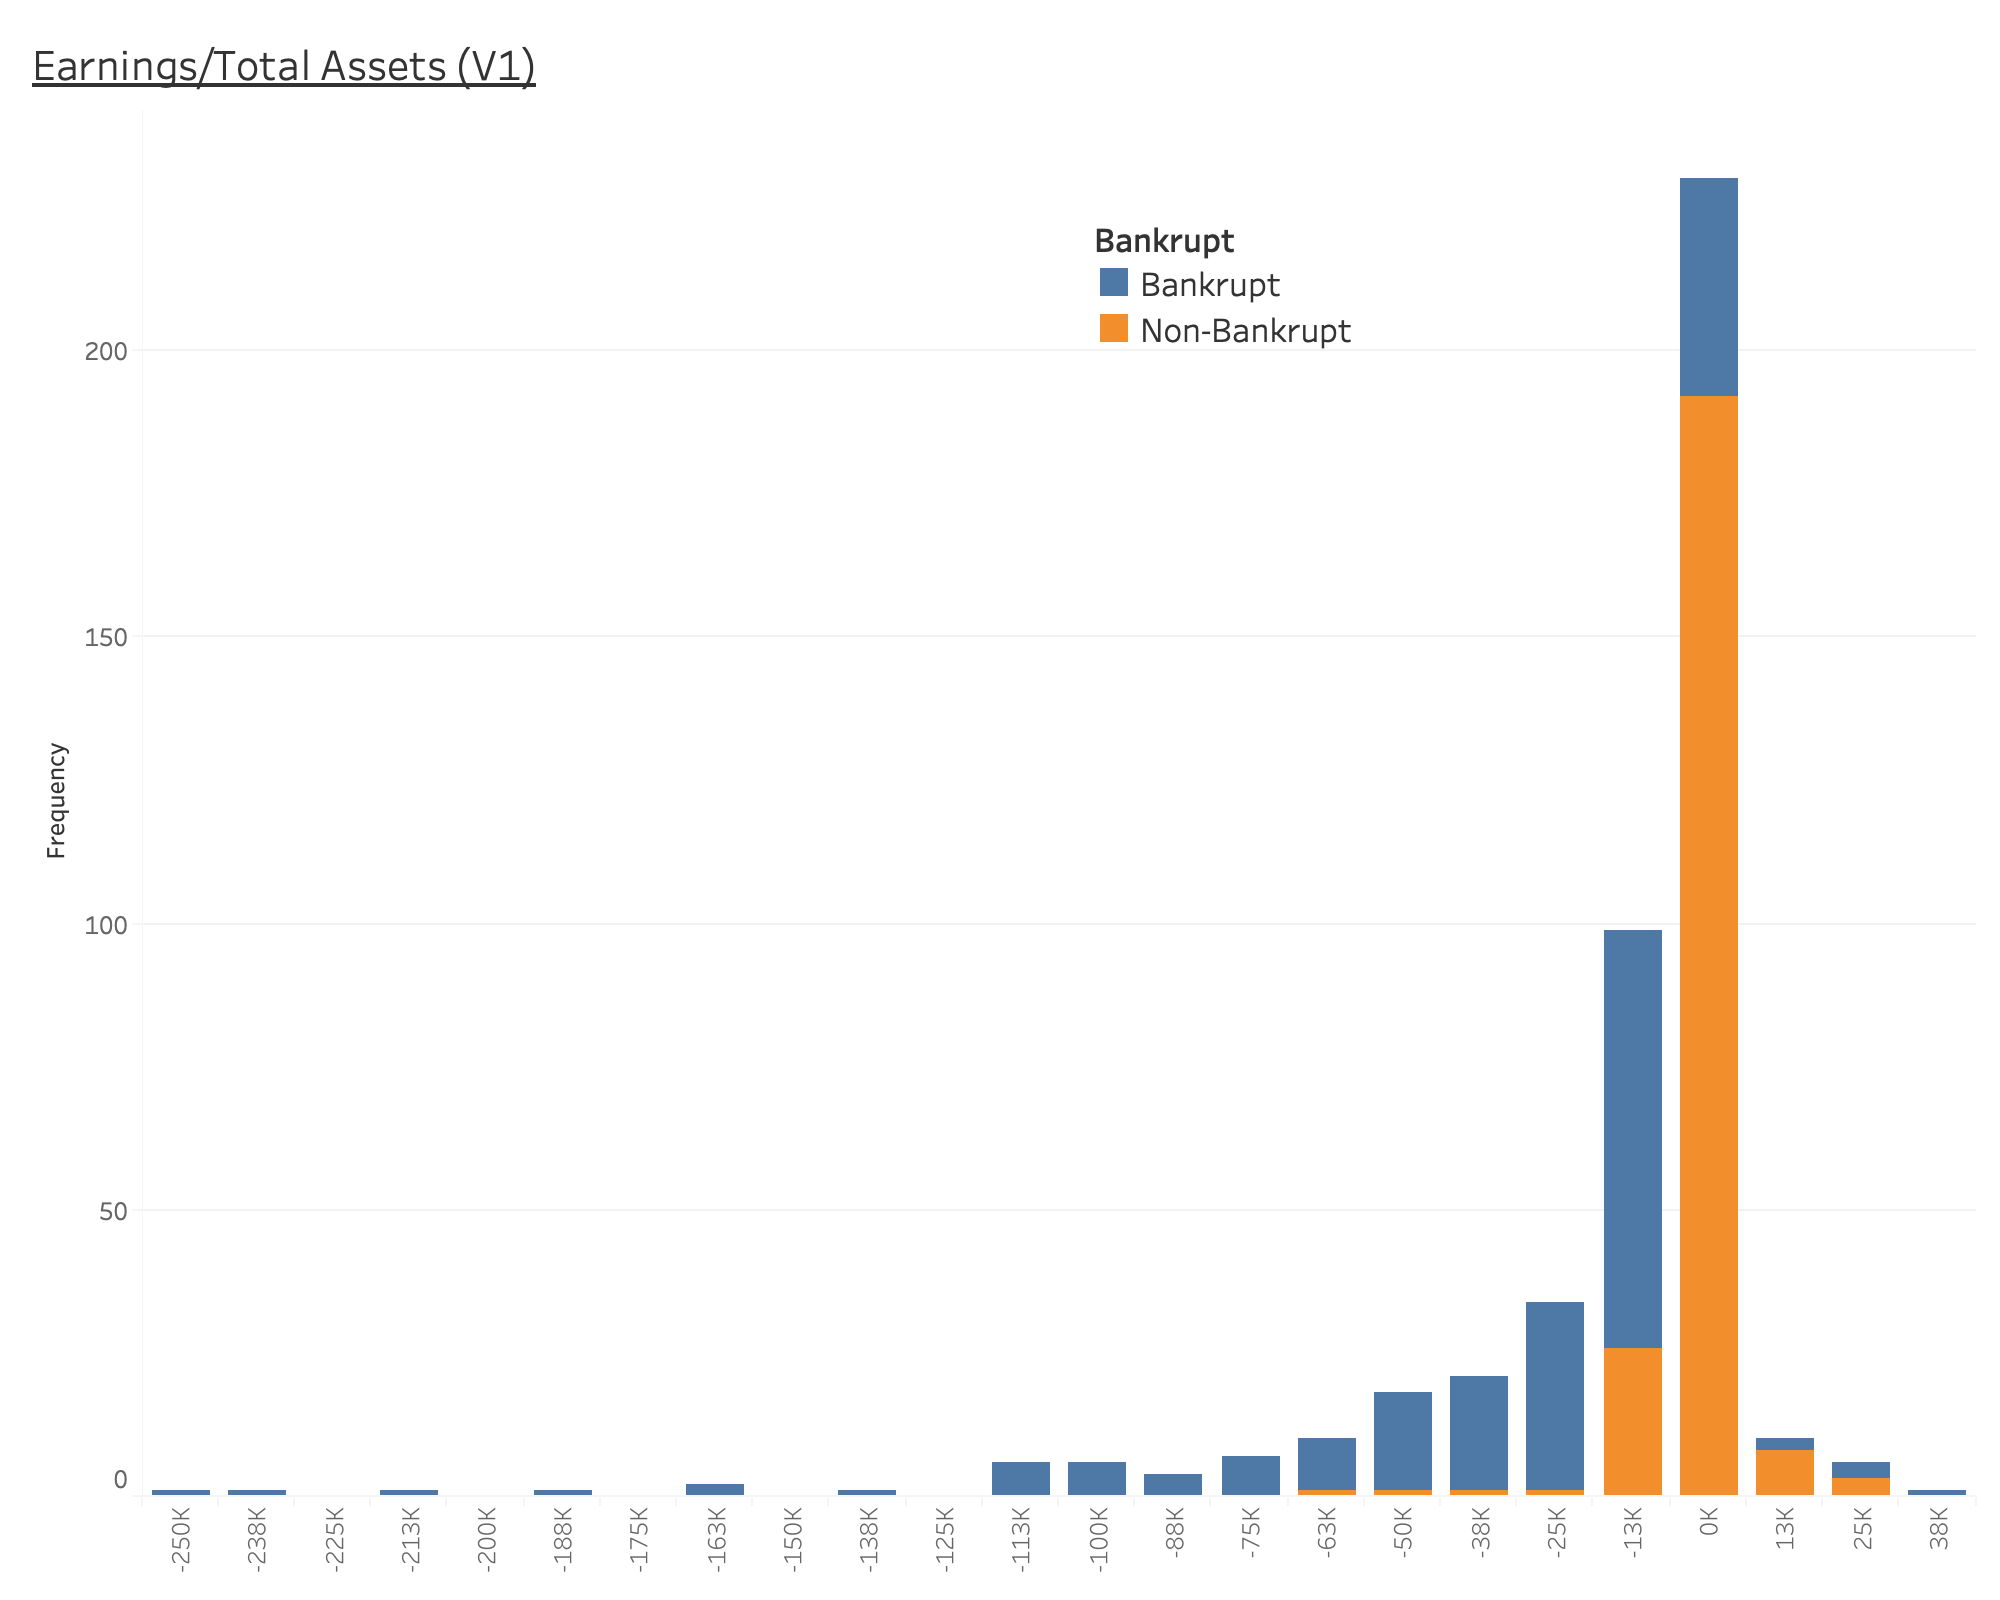 Earnings/Total Assets (V1)
Bankrupt
Bankrupt
Non-Bankrupt
200
150
Frequency
100
50
0
-250K
-238K
-225K
-213K
-200K
-188K
-175K
-163K
-150K
-138K
-125K
-113K
-100K
-88K
-75K
-63K
-50K
-38K
-25K
-13K
0K
13K
25K
38K